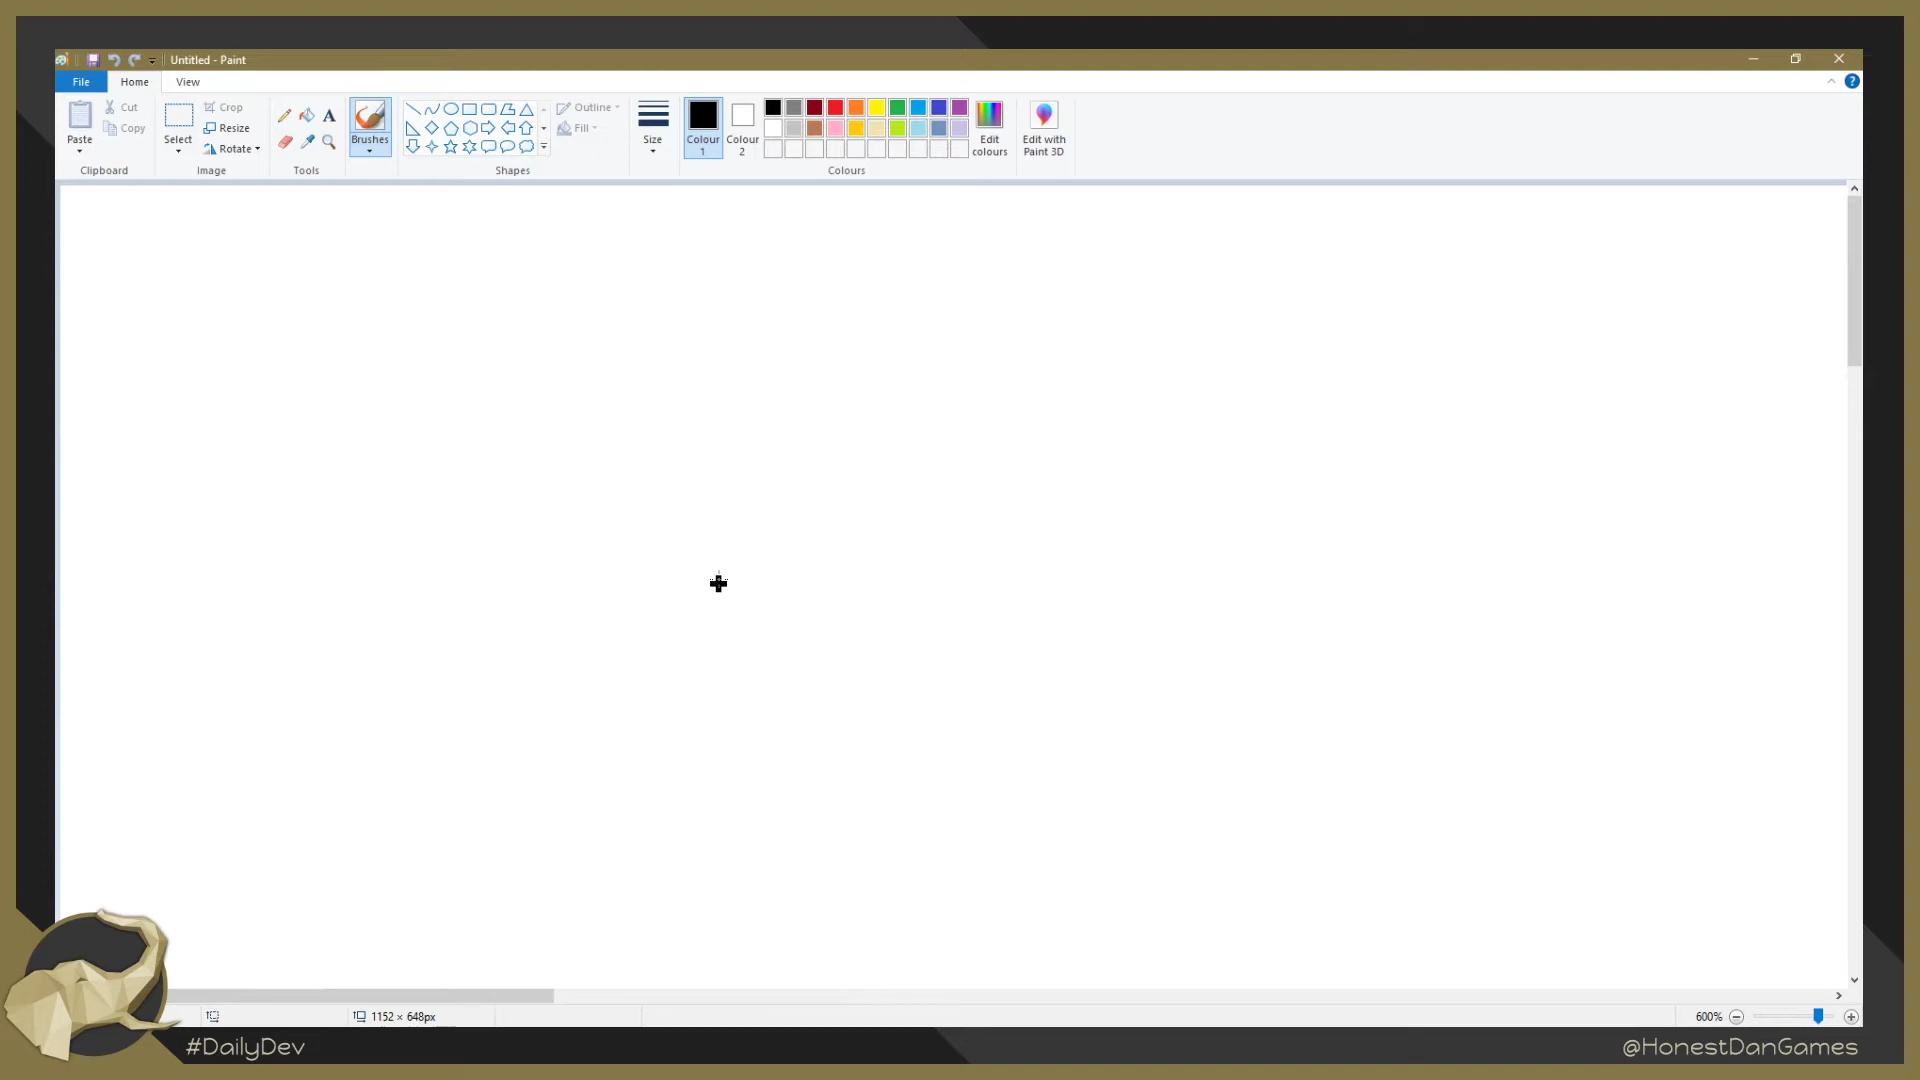 Untitled - Paint
File Home View
Paste
Cut
Copy
Clipboard
Select
Crop
Resize
Rotate
Image
A
Tools
Brushes
Shapes
Outline
Fill
Size
Colour 1
Colour 2
Edit colours
Colours
Edit with Paint 3D
?
1152 × 648px
600%
#DailyDev
@HonestDanGames